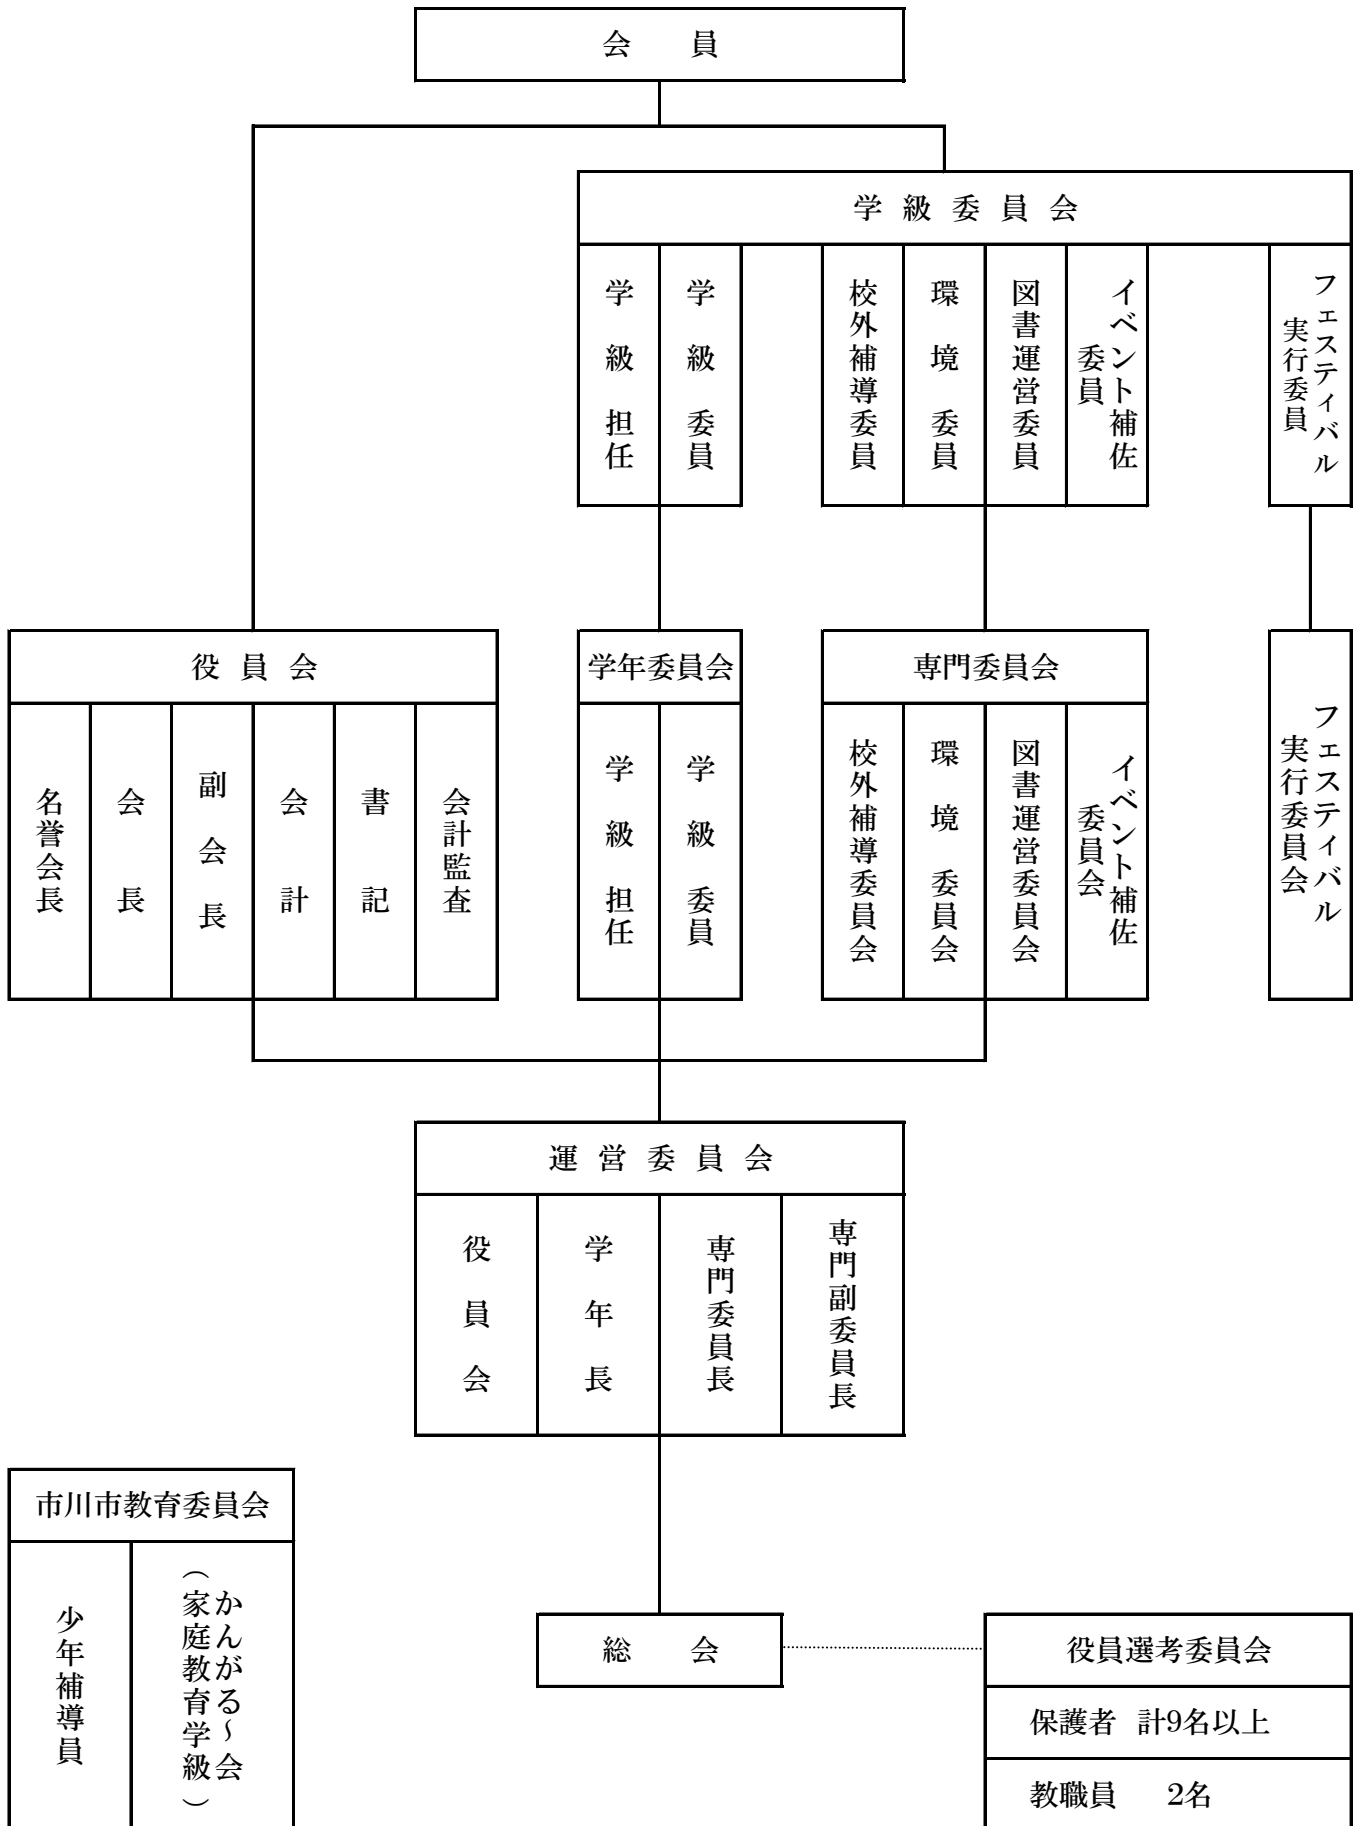 会員
学級委員会
学級担任
学級委員
校外補導委員
環境委員
図書運営委員
イベント補佐
委員
フェスティバル
実行委員
役員会
名誉会長
会長
副会長
会計
書記
会計監査
学年委員会
学級担任
学級委員
専門委員会
校外補導委員会
環境委員会
図書運営委員会
イベント補佐
委員会
フェスティバル
実行委員会
運営委員会
役員会
学年長
専門委員長
専門副委員長
市川市教育委員会
少年補導員
かんがる～会
（家庭教育学級）
総会
役員選考委員会
保護者 計9名以上
教職員 2名